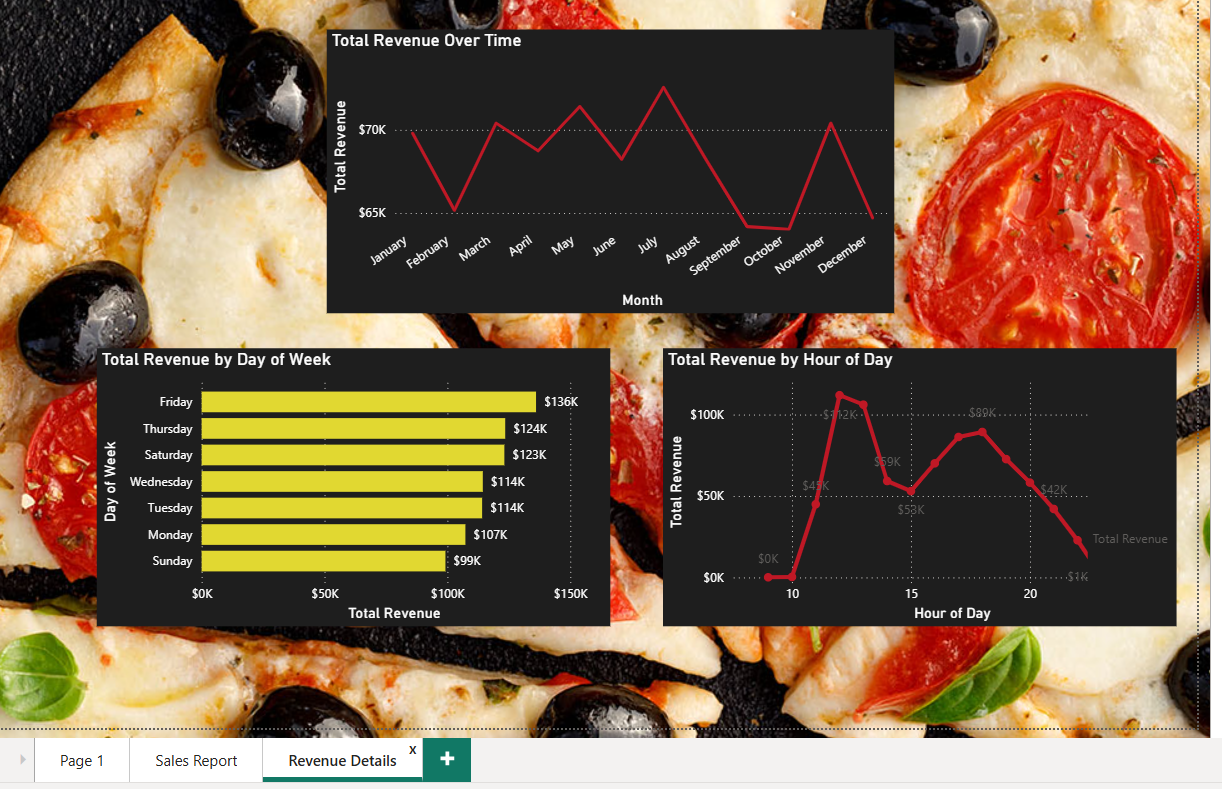 Total Revenue Over Time
Total Revenue
$70K
$65K
January
February
March
April
May
June
July
August
September
October
November
December
Month
Total Revenue by Day of Week
Day of Week
Friday
$136K
Thursday
$124K
Saturday
$123K
Wednesday
$114K
Tuesday
$114K
Monday
$107K
Sunday
$99K
$0K
$50K
$100K
$150K
Total Revenue
Total Revenue by Hour of Day
Total Revenue
$100K
$50K
$0K
$0K
$45K
$112K
$59K
$53K
$89K
$42K
$1K
Total Revenue
10
15
20
Hour of Day
Page 1
Sales Report
Revenue Details
x
+